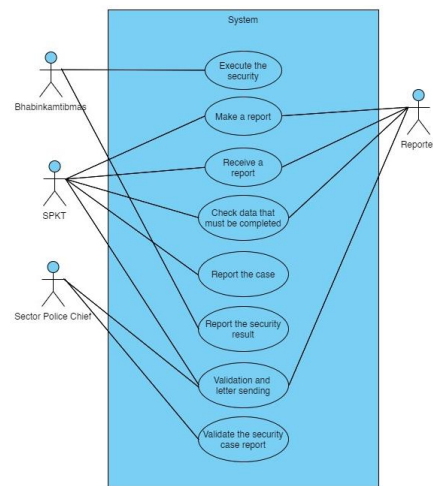 System
Execute the
security
Bhabinkamtibmas
Make a report
Reporte
Receive a
report
SPKT
Check data that
must be completed
Report the case
Sector Police Chief
Report the security
result
Validation and
letter sending
Validate the security
case report